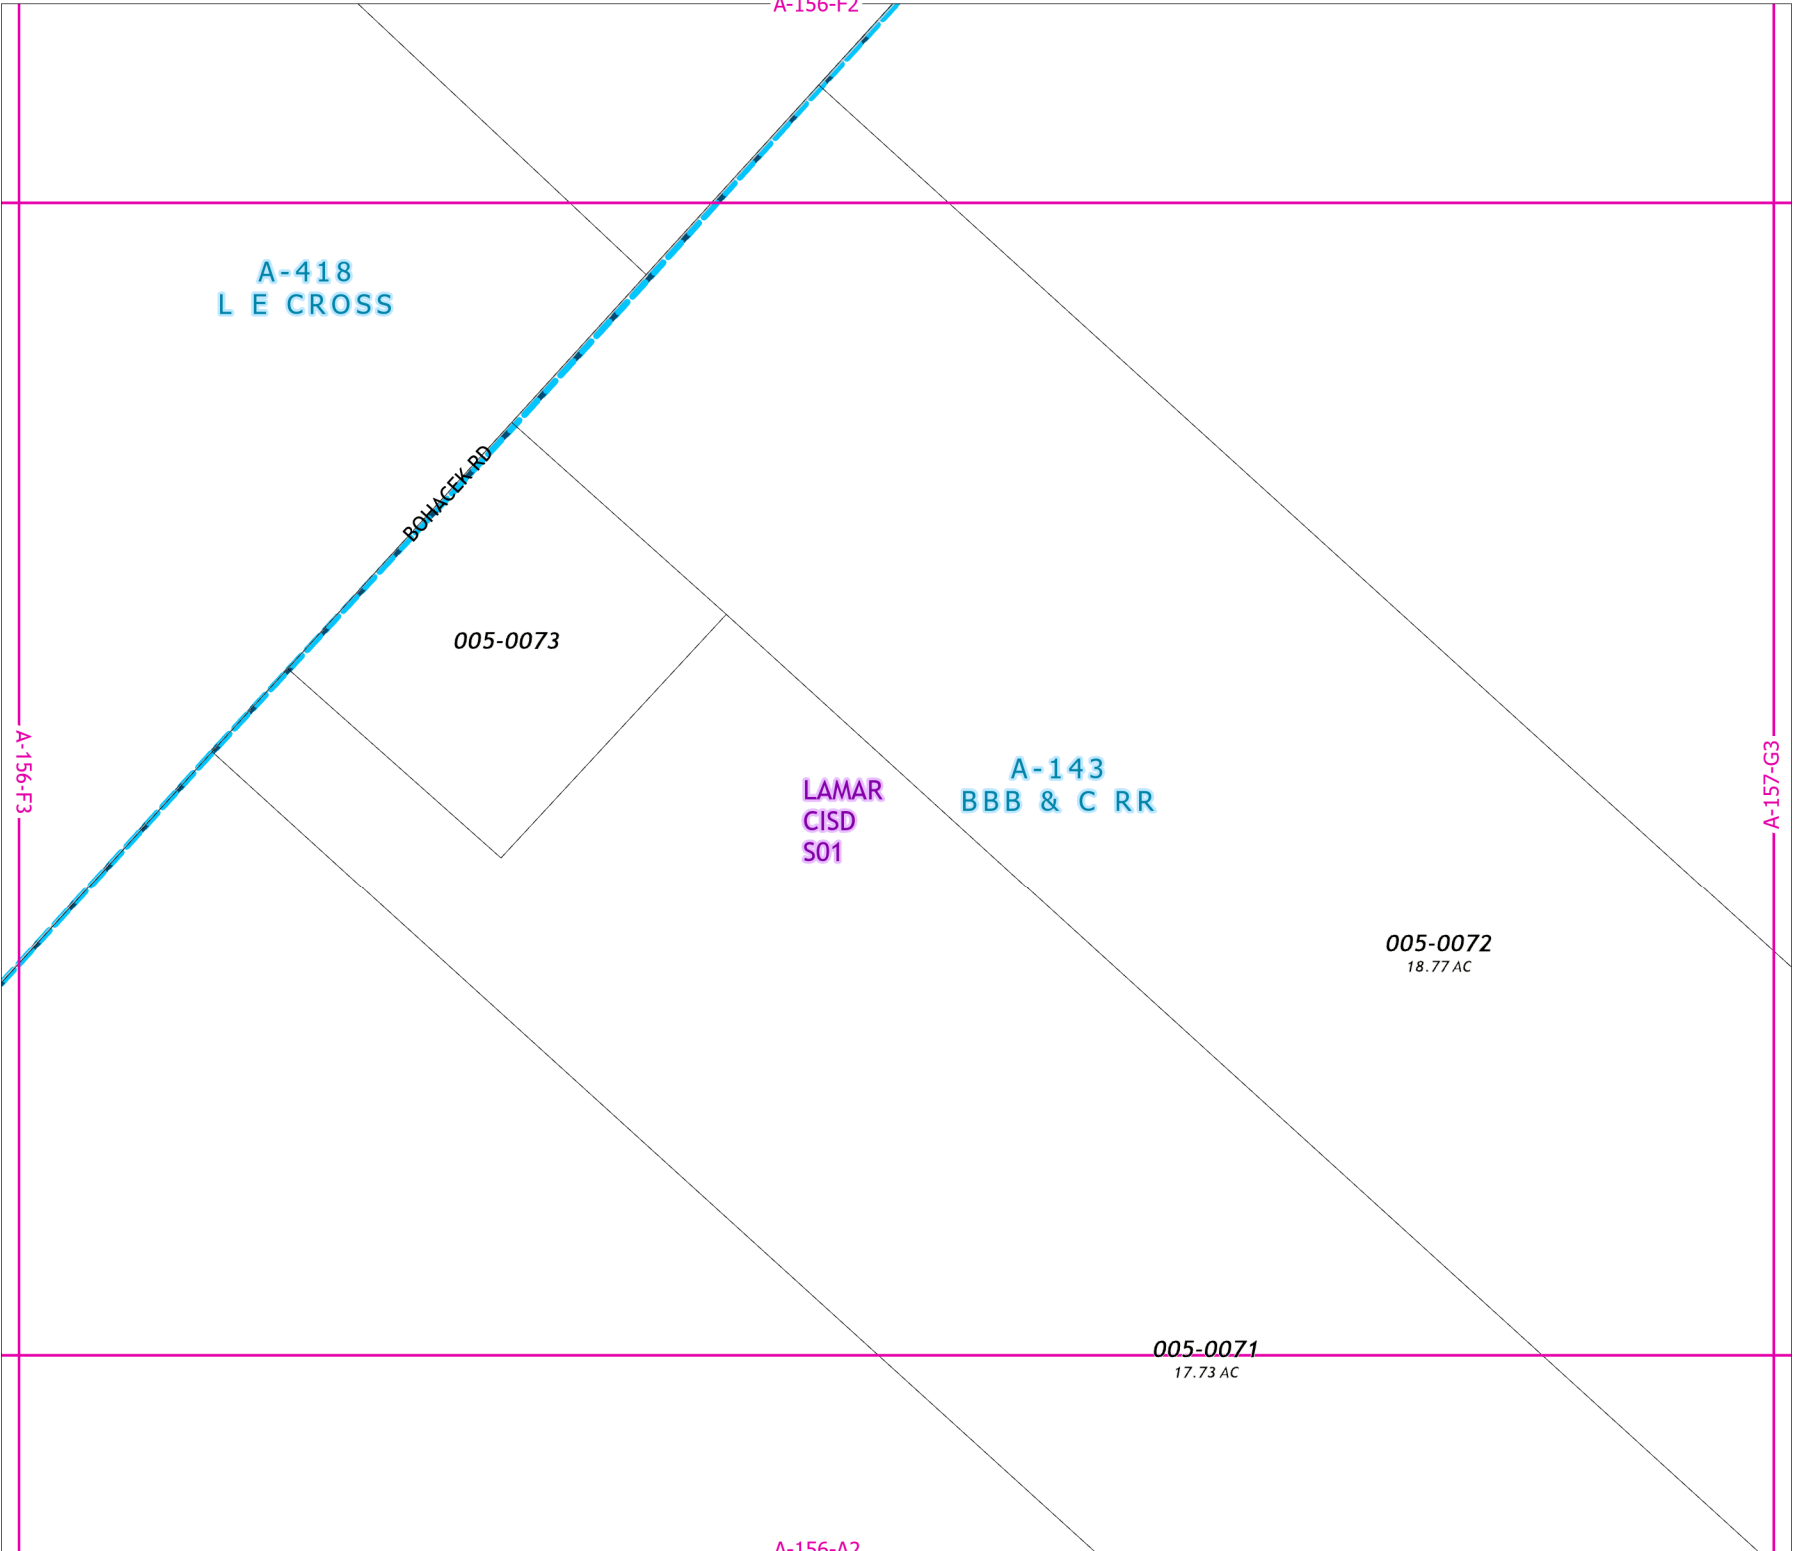 A-156-F2
A-418
L E CROSS
BOHACEK RD
005-0073
A-156-F3
A-143
BBB & C RR
LAMAR
CISD
S01
A-157-G3
005-0072
18.77 AC
005-0071
17.73 AC
A-156-A2